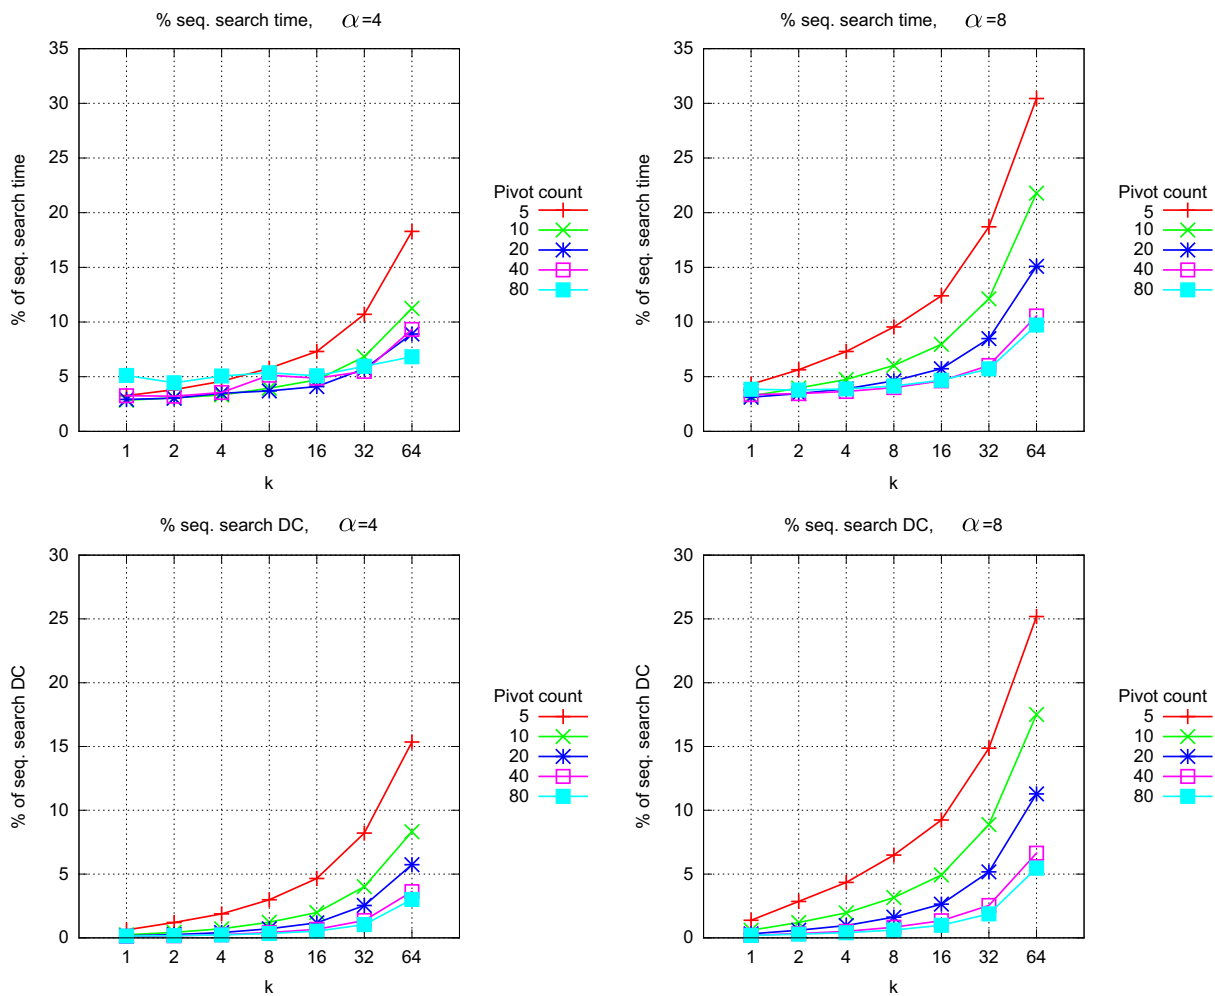 % seq. search time, α=4
35
30
25
20
15
10
5
0
% of seq. search time
1 2 4 8 16 32 64
k
Pivot count
5
10
20
40
80
% seq. search time, α=8
35
30
25
20
15
10
5
0
% of seq. search time
1 2 4 8 16 32 64
k
Pivot count
5
10
20
40
80
% seq. search DC, α=4
30
25
20
15
10
5
0
% of seq. search DC
1 2 4 8 16 32 64
k
Pivot count
5
10
20
40
80
% seq. search DC, α=8
30
25
20
15
10
5
0
% of seq. search DC
1 2 4 8 16 32 64
k
Pivot count
5
10
20
40
80